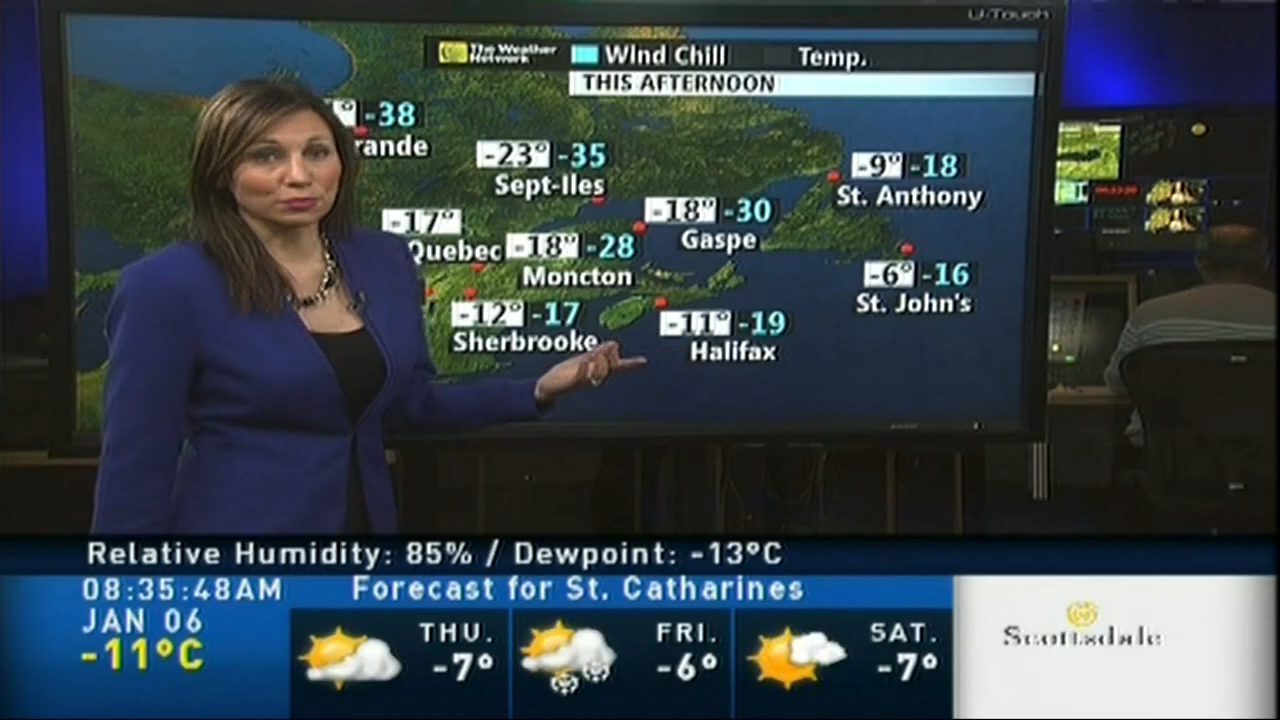 U-Touch
The Weather Network
WInd Chill
Temp.
THIS AFTERNOON
° -38
rande
-23° -35
Sept-Iles
-9° -18
St. Anthony
-17°
Quebec
-18° -30
Gaspe
-18° -28
Moncton
-6° -16
St. John's
-12° -17
Sherbrooke
-11° -19
Halifax
Relative Humidity: 85% / Dewpoint: -13°C
08:35:48AM
Forecast for St. Catharines
JAN 06
-11°C
THU.
-7°
FRI.
-6°
SAT.
-7°
Scottsdale